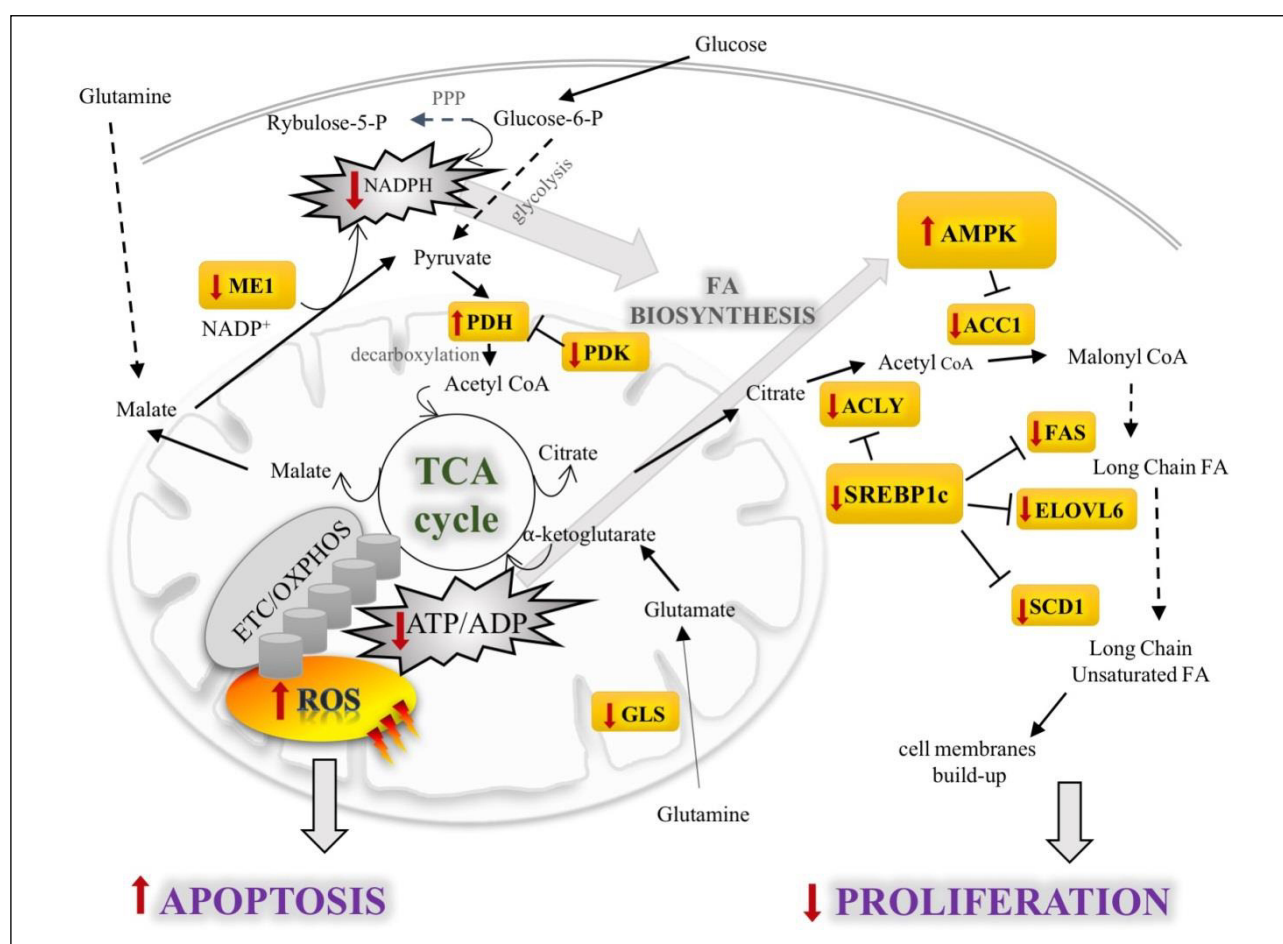 Glucose
Glutamine
PPP
Rybulose-5-P
Glucose-6-P
NADPH
glycolysis
AMPK
Pyruvate
ME1
FA
BIOSYNTHESIS
NADP+
PDH
ACC1
decarboxylation
PDK
Acetyl CoA
Malonyl CoA
Acetyl CoA
Citrate
Malate
ACLY
FAS
Malate
TCA
cycle
Citrate
Long Chain FA
SREBP1c
ELOVL6
α-ketoglutarate
ETC/OXPHOS
ATP/ADP
Glutamate
SCD1
Long Chain
Unsaturated FA
ROS
GLS
cell membranes
build-up
Glutamine
APOPTOSIS
PROLIFERATION